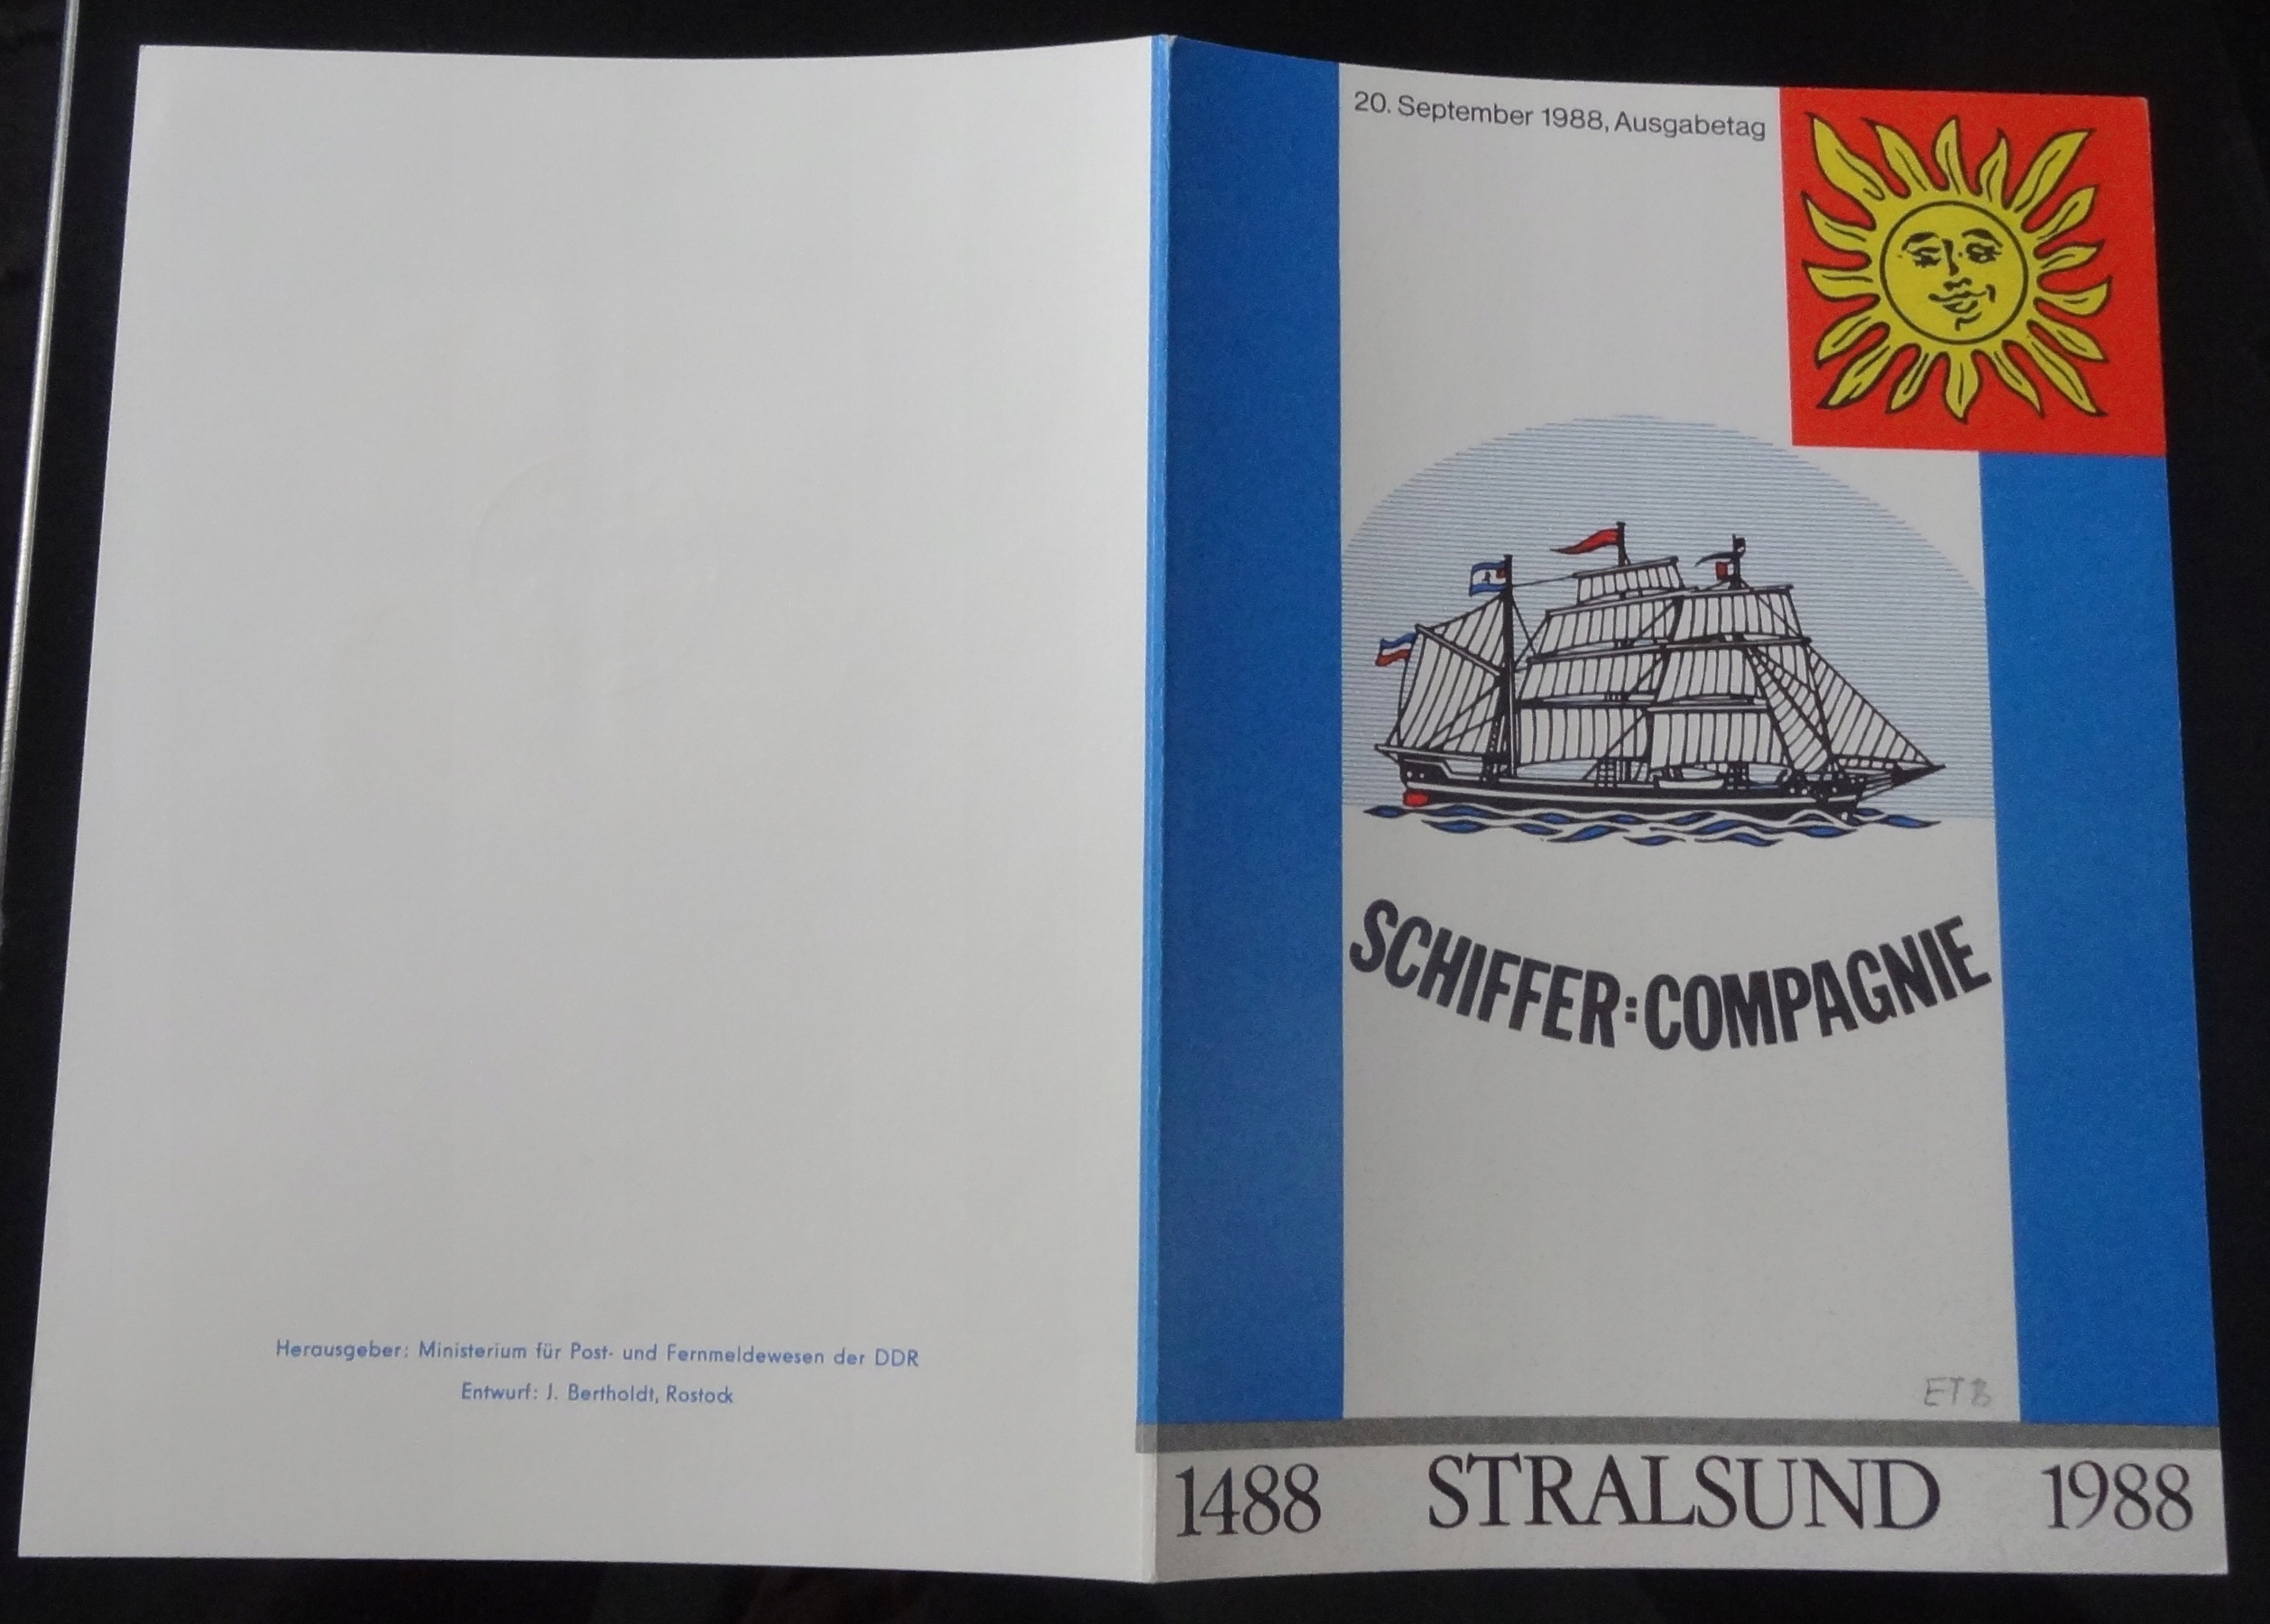 Herausgeber: Ministerium für Post- und Fernmeldewesen der DDR
Entwurf: J. Bertholdt, Rostock
20. September 1988, Ausgabetag
SCHIFFER=COMPAGNIE
ETB
1488 STRALSUND 1988